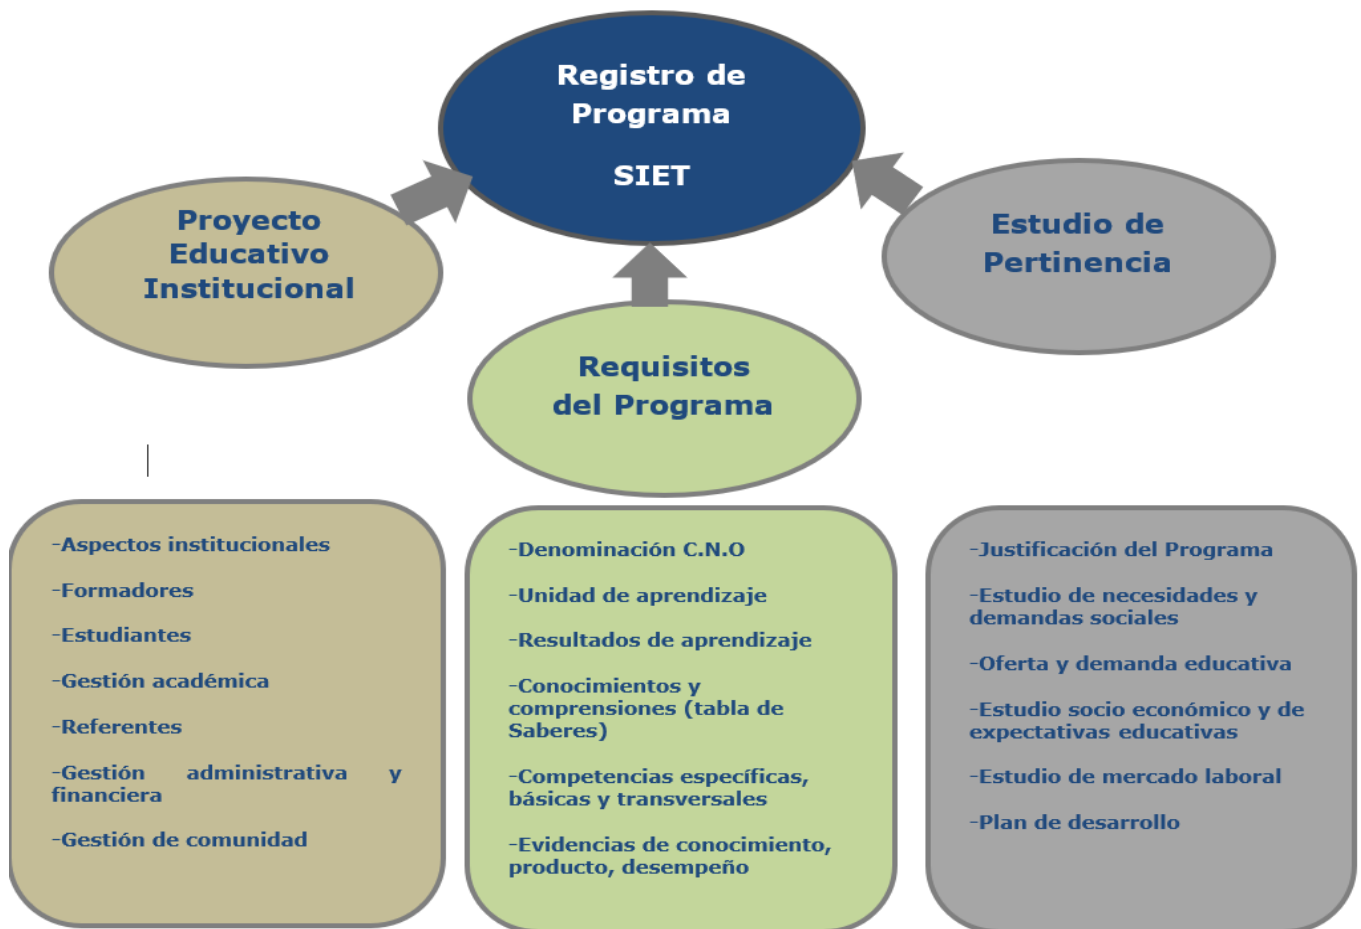 Registro de
Programa
SIET
Proyecto
Educativo
Institucional
Estudio de
Pertinencia
Requisitos
del Programa
-Aspectos institucionales
-Formadores
-Estudiantes
-Gestión académica
-Referentes
-Gestión administrativa y
financiera
-Gestión de comunidad
-Denominación C.N.O
-Unidad de aprendizaje
-Resultados de aprendizaje
-Conocimientos y
comprensiones (tabla de
Saberes)
-Competencias específicas,
básicas y transversales
-Evidencias de conocimiento,
producto, desempeño
-Justificación del Programa
-Estudio de necesidades y
demandas sociales
-Oferta y demanda educativa
-Estudio socio económico y de
expectativas educativas
-Estudio de mercado laboral
-Plan de desarrollo